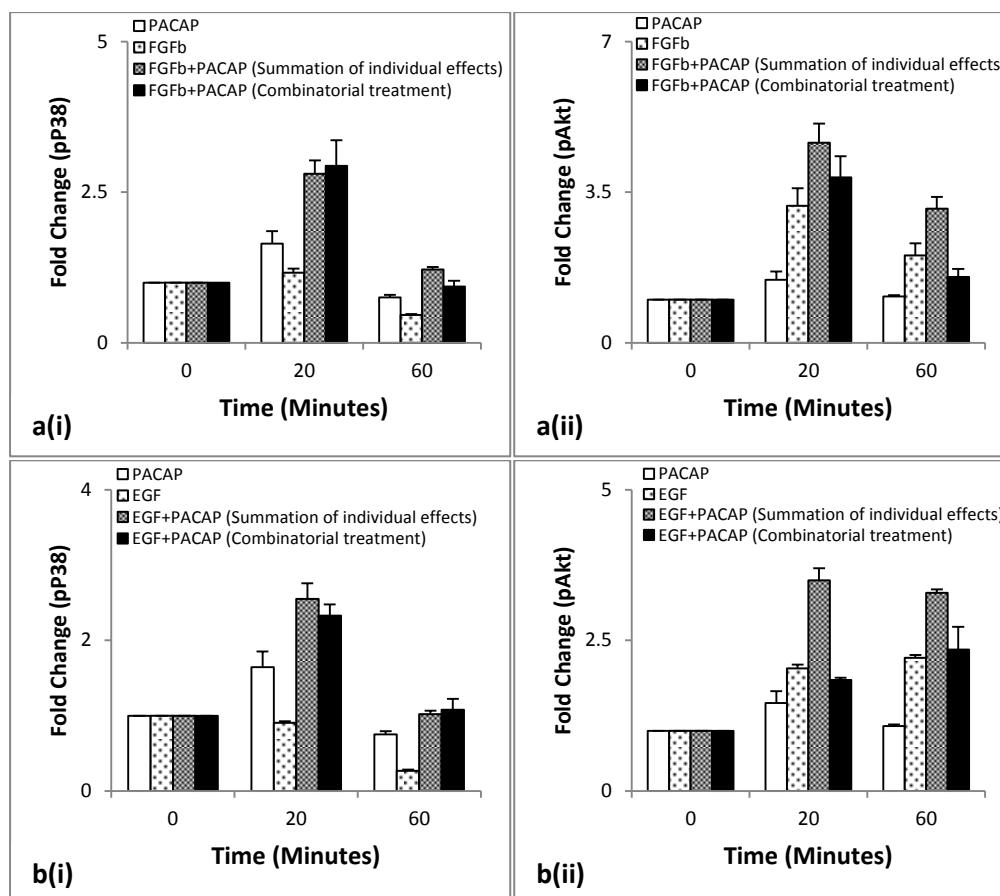 PACAP
FGFb
FGFb+PACAP (Summation of individual effects)
FGFb+PACAP (Combinatorial treatment)
5
2.5
0
Fold Change (pP38)
0 20 60
Time (Minutes)
a(i)
PACAP
FGFb
FGFb+PACAP (Summation of individual effects
FGFb+PACAP (Combinatorial treatment)
7
3.5
0
Fold Change (pAkt)
0 20 60
Time (Minutes)
a(ii)
PACAP
EGF
EGF+PACAP (Summation of individual effects)
EGF+PACAP (Combinatorial treatment)
4
2
0
Fold Change (pP38)
0 20 60
Time (Minutes)
b(i)
PACAP
EGF
EGF+PACAP (Summation of individual effects)
EGF+PACAP (Combinatorial treatment)
5
2.5
0
Fold Change (pAkt)
0 20 60
Time (Minutes)
b(ii)